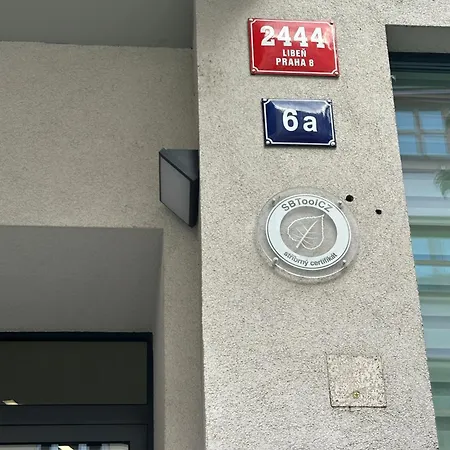 2444
LIBEŇ
PRAHA 8
6a
SBToolCZ
stříbrný certifikát